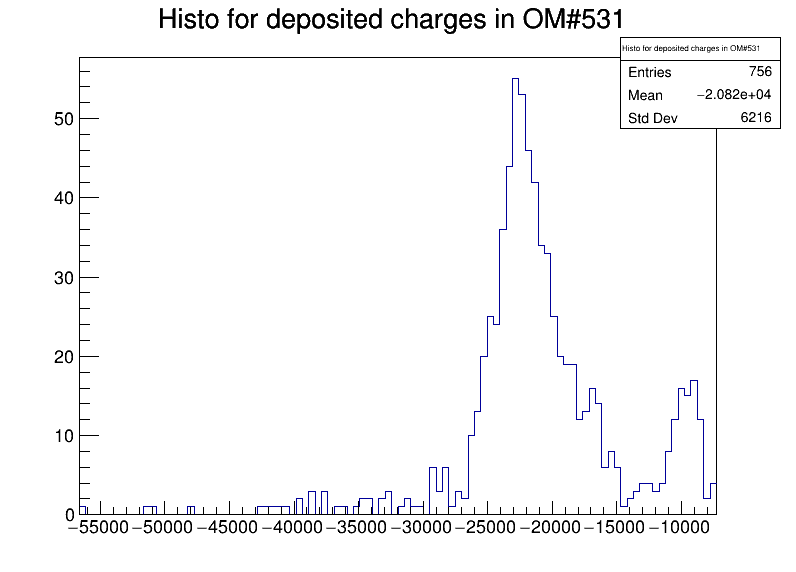 Histo for deposited charges in OM#531
Histo for deposited charges in OM#531
Entries 756
Mean −2.082e+04
Std Dev 6216
50
40
30
20
10
0
−55000 −50000 −45000 −40000 −35000 −30000 −25000 −20000 −15000 −10000